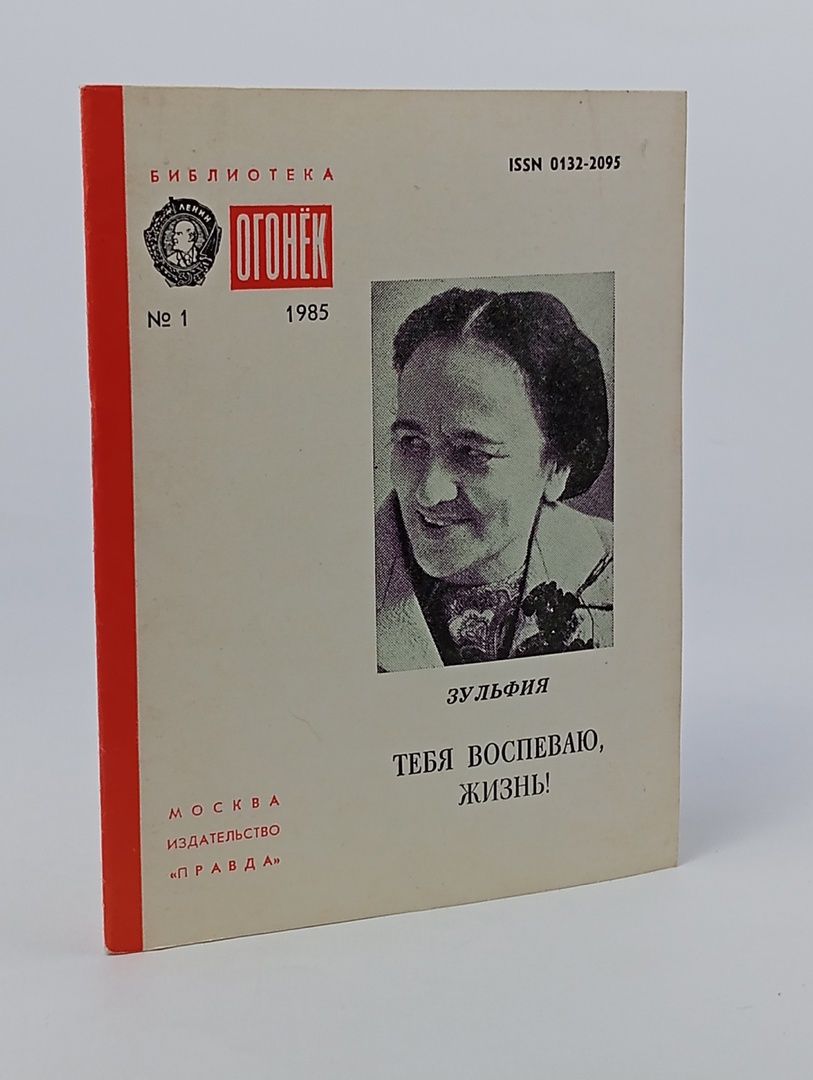 БИБЛИОТЕКА
ISSN 0132-2095
ЛЕНИН
ОГОНЁК
№ 1 1985
ЗУЛЬФИЯ
ТЕБЯ ВОСПЕВАЮ,
ЖИЗНЬ!
МОСКВА
ИЗДАТЕЛЬСТВО
«ПРАВДА»